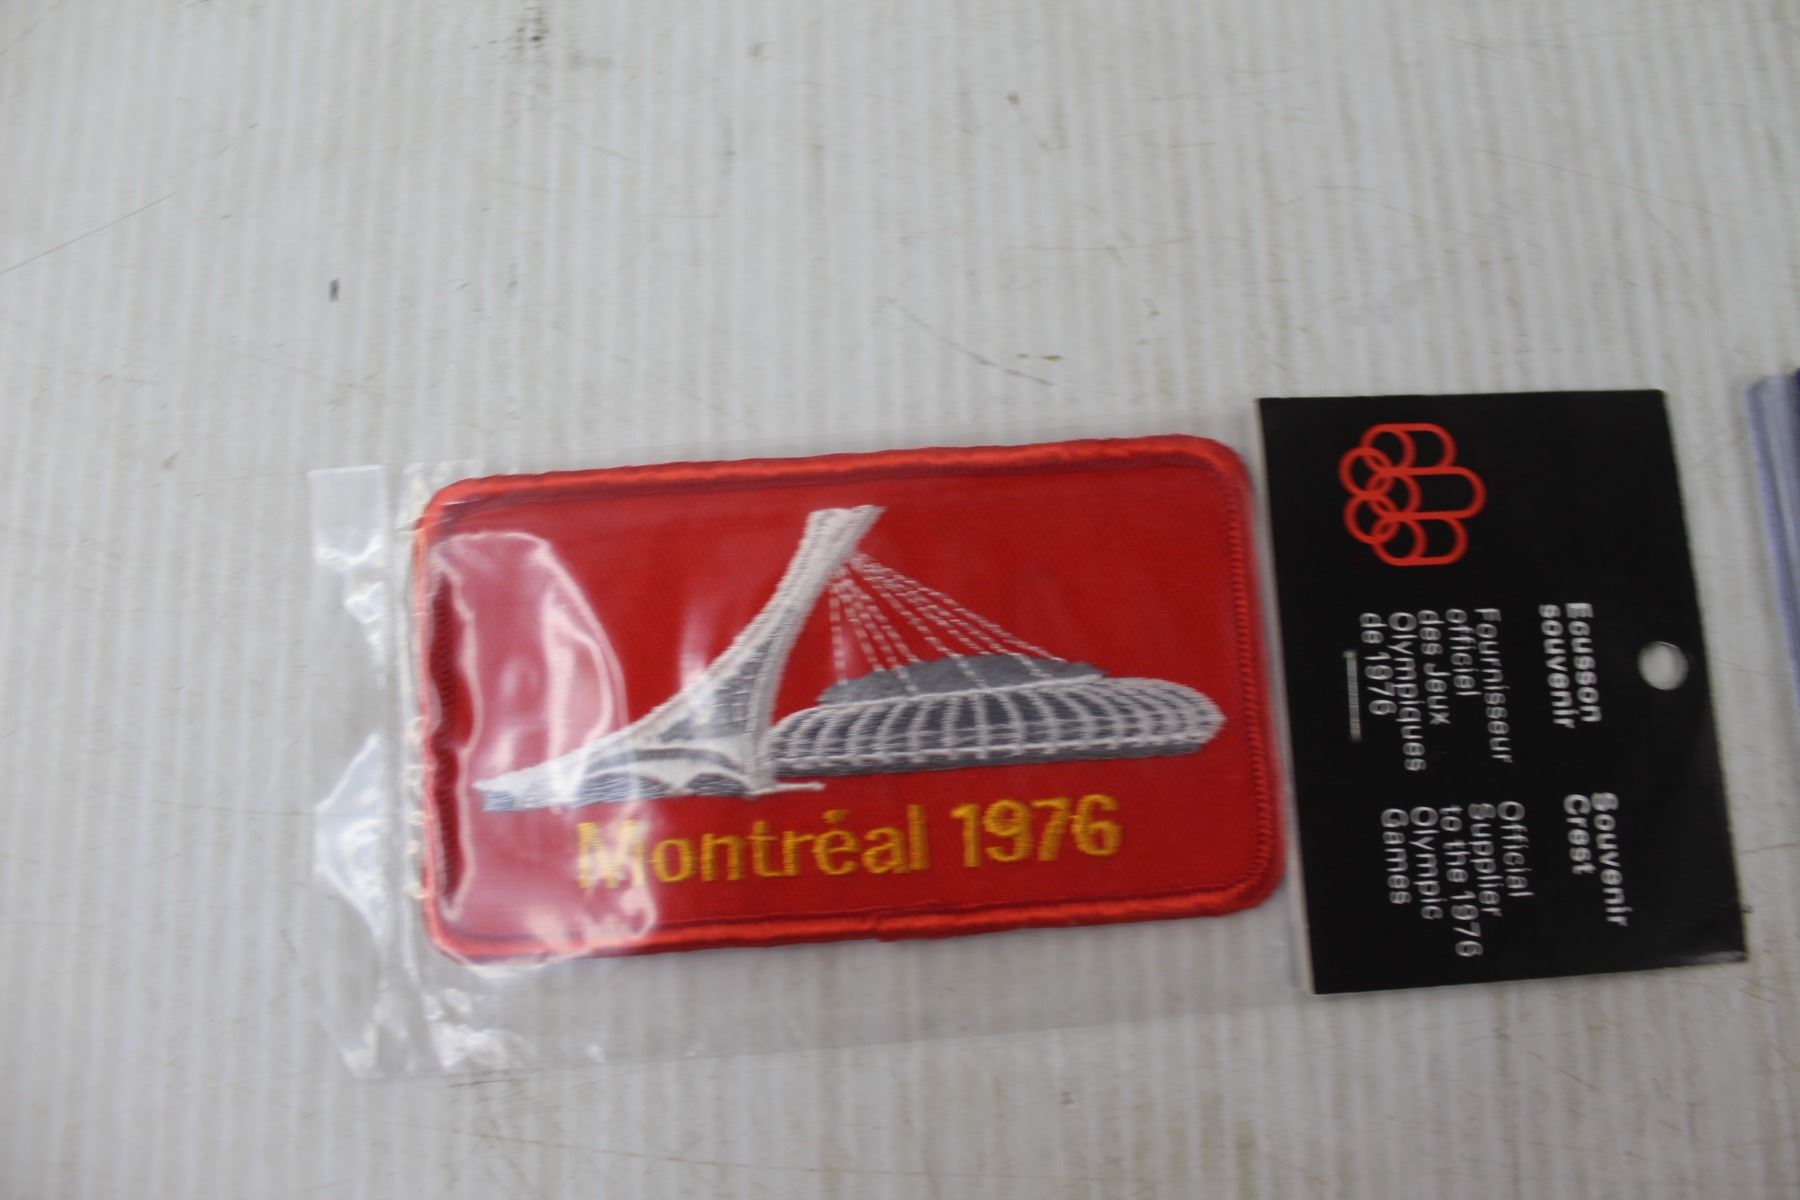 Montréal 1976
Écusson
souvenir
Fournisseur
officiel
des Jeux
Olympiques
de 1976
Souvenir
Crest
Official
Supplier
to the 1976
Olympic
Games